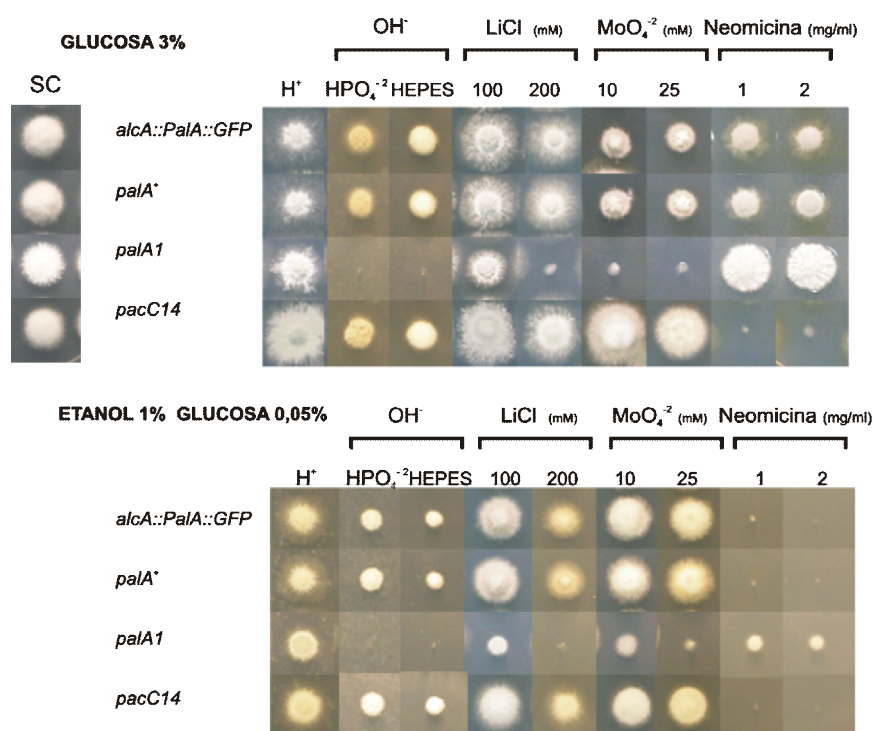 GLUCOSA 3%
OH⁻ LiCl (mM) MoO₄⁻² (mM) Neomicina (mg/ml)
SC H⁺ HPO₄⁻² HEPES 100 200 10 25 1 2
alcA::PalA::GFP
palA⁺
palA1
pacC14
ETANOL 1% GLUCOSA 0,05%
OH⁻ LiCl (mM) MoO₄⁻² (mM) Neomicina (mg/ml)
H⁺ HPO₄⁻² HEPES 100 200 10 25 1 2
alcA::PalA::GFP
palA⁺
palA1
pacC14